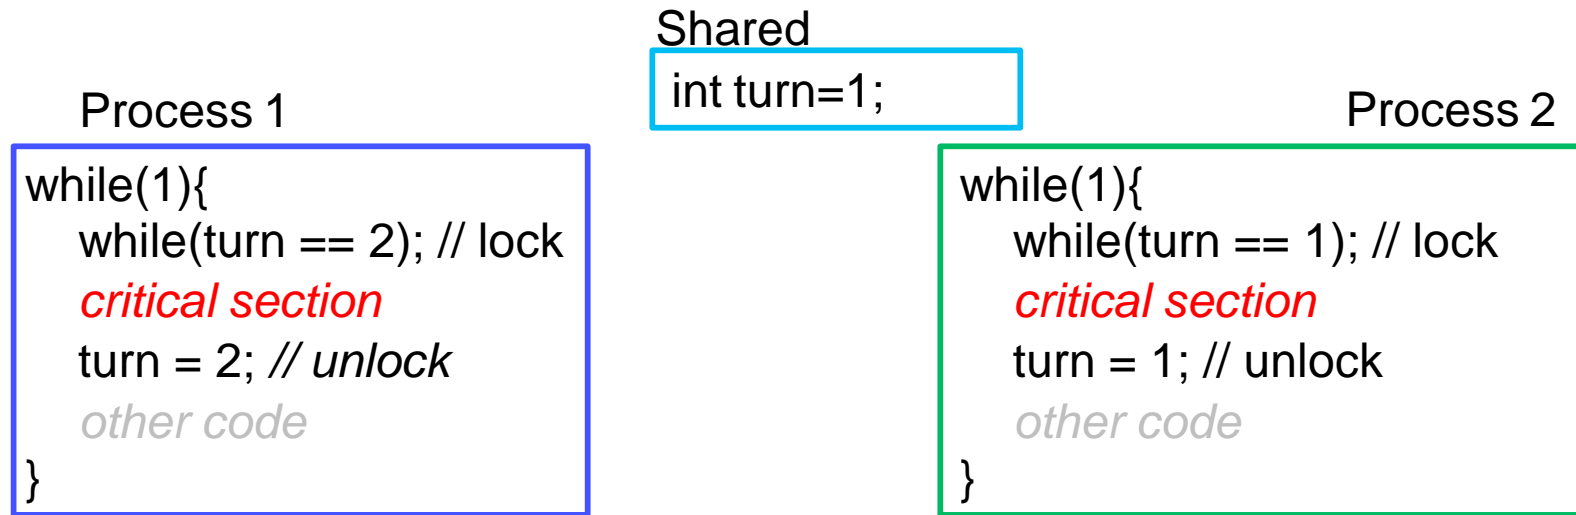 Shared
int turn=1;
Process 1
while(1){
while(turn == 2); // lock
critical section
turn = 2; // unlock
other code
}
Process 2
while(1){
while(turn == 1); // lock
critical section
turn = 1; // unlock
other code
}